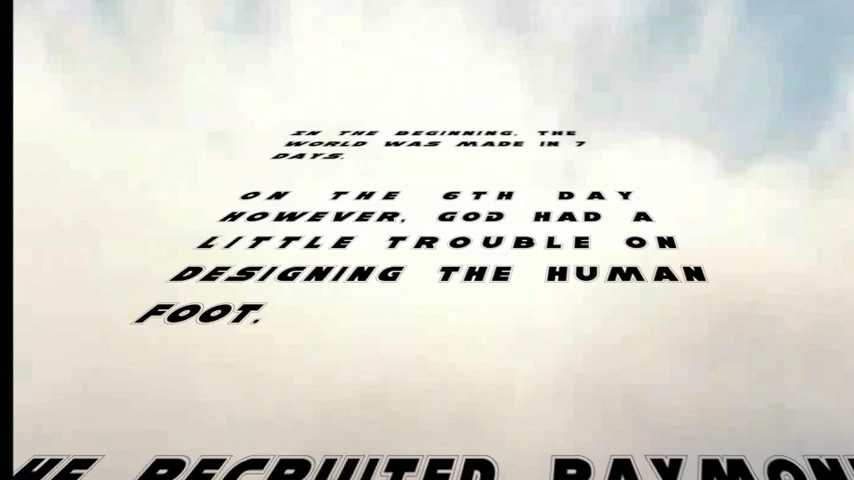 IN THE BEGINNING, THE
WORLD WAS MADE IN 7
DAYS.
ON THE 6TH DAY
HOWEVER, GOD HAD A
LITTLE TROUBLE ON
DESIGNING THE HUMAN
FOOT.
HE RECRUITED